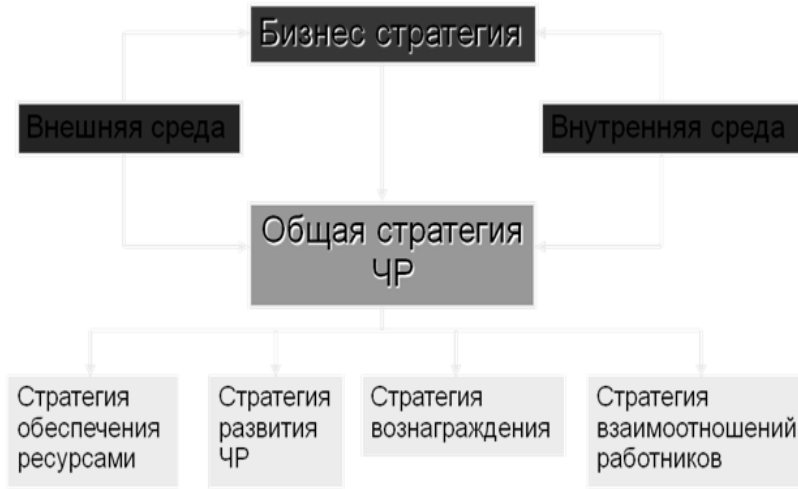 Бизнес стратегия
Внешняя среда
Внутренняя среда
Общая стратегия
ЧР
Стратегия
обеспечения
ресурсами
Стратегия
развития
ЧР
Стратегия
вознаграждения
Стратегия
взаимоотношений
работников